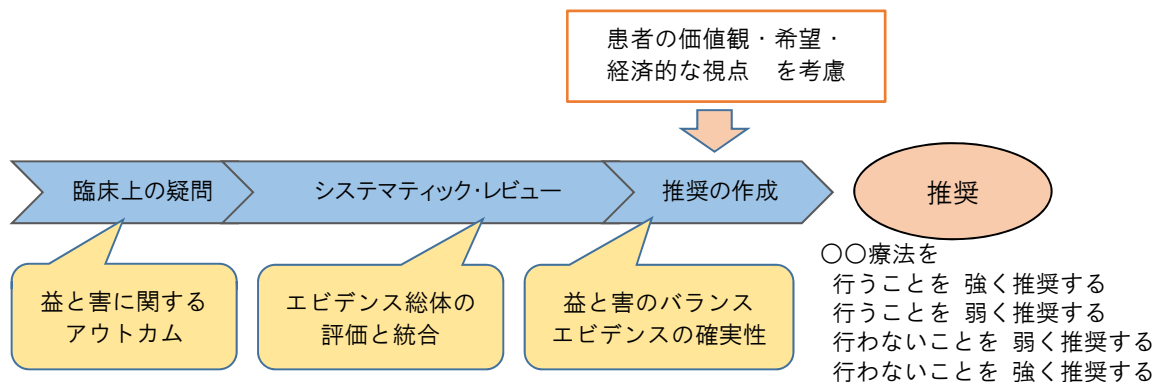 患者の価値観・希望・
経済的な視点　を考慮
臨床上の疑問
システマティック・レビュー
推奨の作成
推奨
益と害に関する
アウトカム
エビデンス総体の
評価と統合
益と害のバランス
エビデンスの確実性
〇〇療法を
行うことを 強く推奨する
行うことを 弱く推奨する
行わないことを 弱く推奨する
行わないことを 強く推奨する